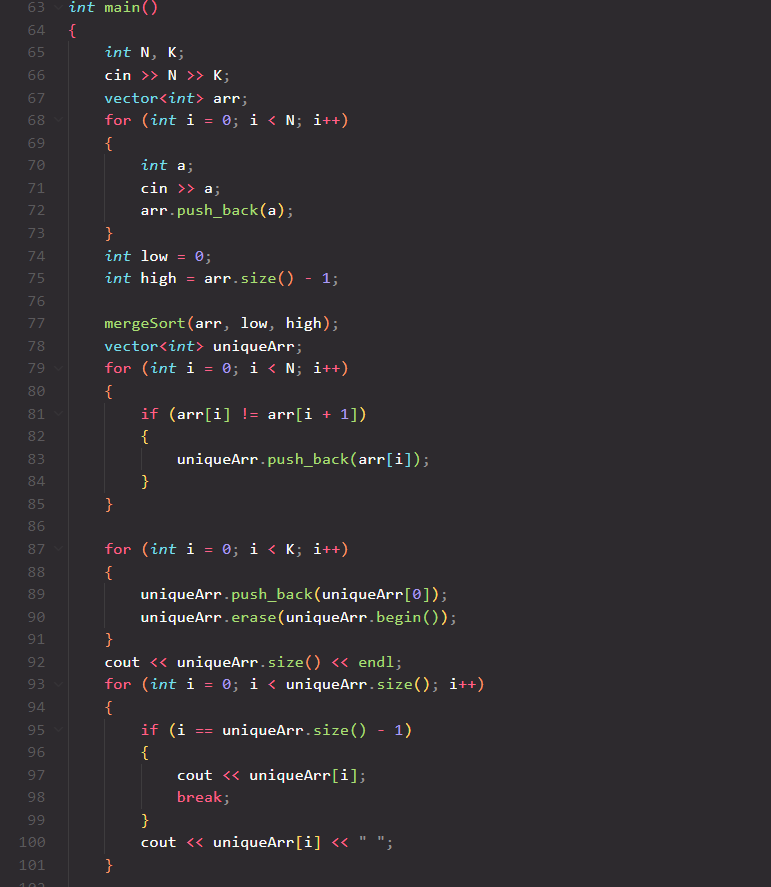 63 int main()
64 {
65     int N, K;
66     cin >> N >> K;
67     vector<int> arr;
68     for (int i = 0; i < N; i++)
69     {
70         int a;
71         cin >> a;
72         arr.push_back(a);
73     }
74     int low = 0;
75     int high = arr.size() - 1;
76
77     mergeSort(arr, low, high);
78     vector<int> uniqueArr;
79     for (int i = 0; i < N; i++)
80     {
81         if (arr[i] != arr[i + 1])
82         {
83             uniqueArr.push_back(arr[i]);
84         }
85     }
86
87     for (int i = 0; i < K; i++)
88     {
89         uniqueArr.push_back(uniqueArr[0]);
90         uniqueArr.erase(uniqueArr.begin());
91     }
92     cout << uniqueArr.size() << endl;
93     for (int i = 0; i < uniqueArr.size(); i++)
94     {
95         if (i == uniqueArr.size() - 1)
96         {
97             cout << uniqueArr[i];
98             break;
99         }
100         cout << uniqueArr[i] << " ";
101     }